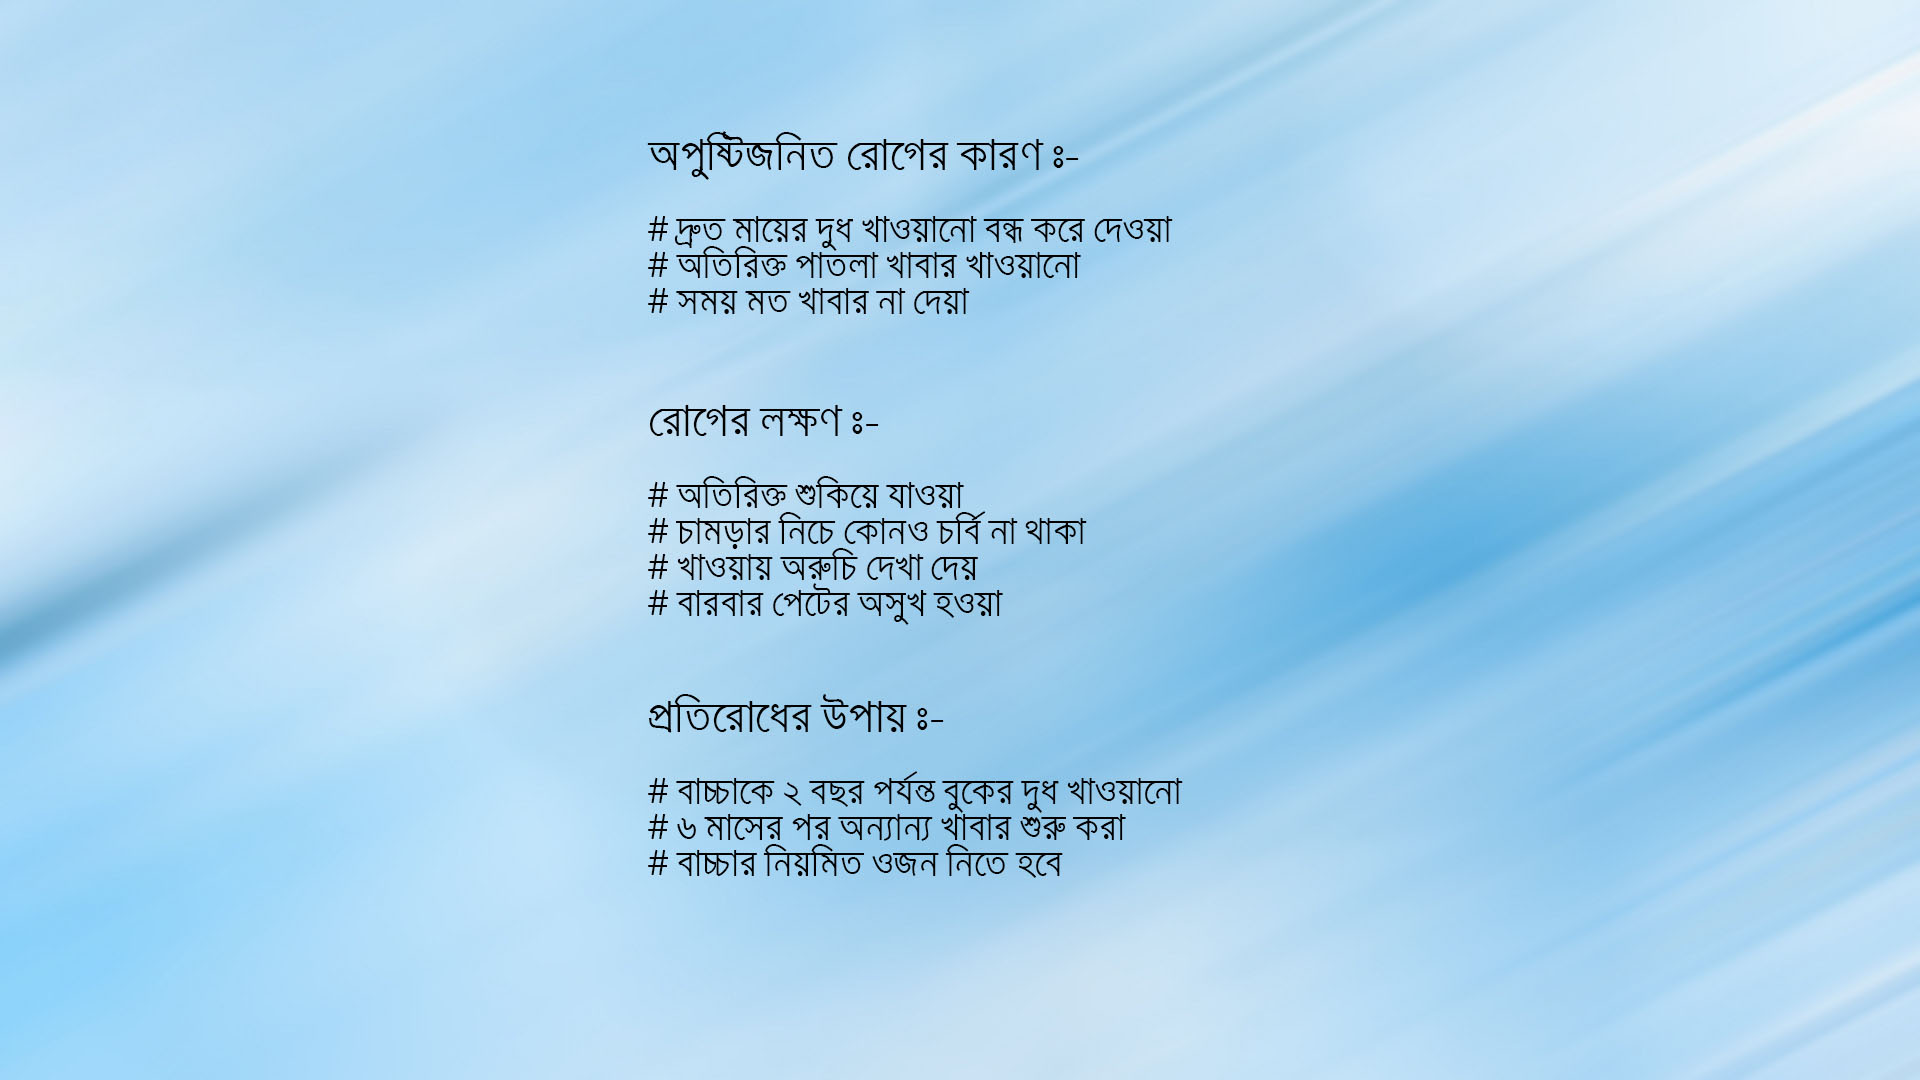 অপুষ্টিজনিত রোগের কারণ ঃ-
# দ্রুত মায়ের দুধ খাওয়ানো বন্ধ করে দেওয়া
# অতিরিক্ত পাতলা খাবার খাওয়ানো
# সময় মত খাবার না দেয়া
রোগের লক্ষণ ঃ-
# অতিরিক্ত শুকিয়ে যাওয়া
# চামড়ার নিচে কোনও চর্বি না থাকা
# খাওয়ায় অরুচি দেখা দেয়
# বারবার পেটের অসুখ হওয়া
প্রতিরোধের উপায় ঃ-
# বাচ্চাকে ২ বছর পর্যন্ত বুকের দুধ খাওয়ানো
# ৬ মাসের পর অন্যান্য খাবার শুরু করা
# বাচ্চার নিয়মিত ওজন নিতে হবে